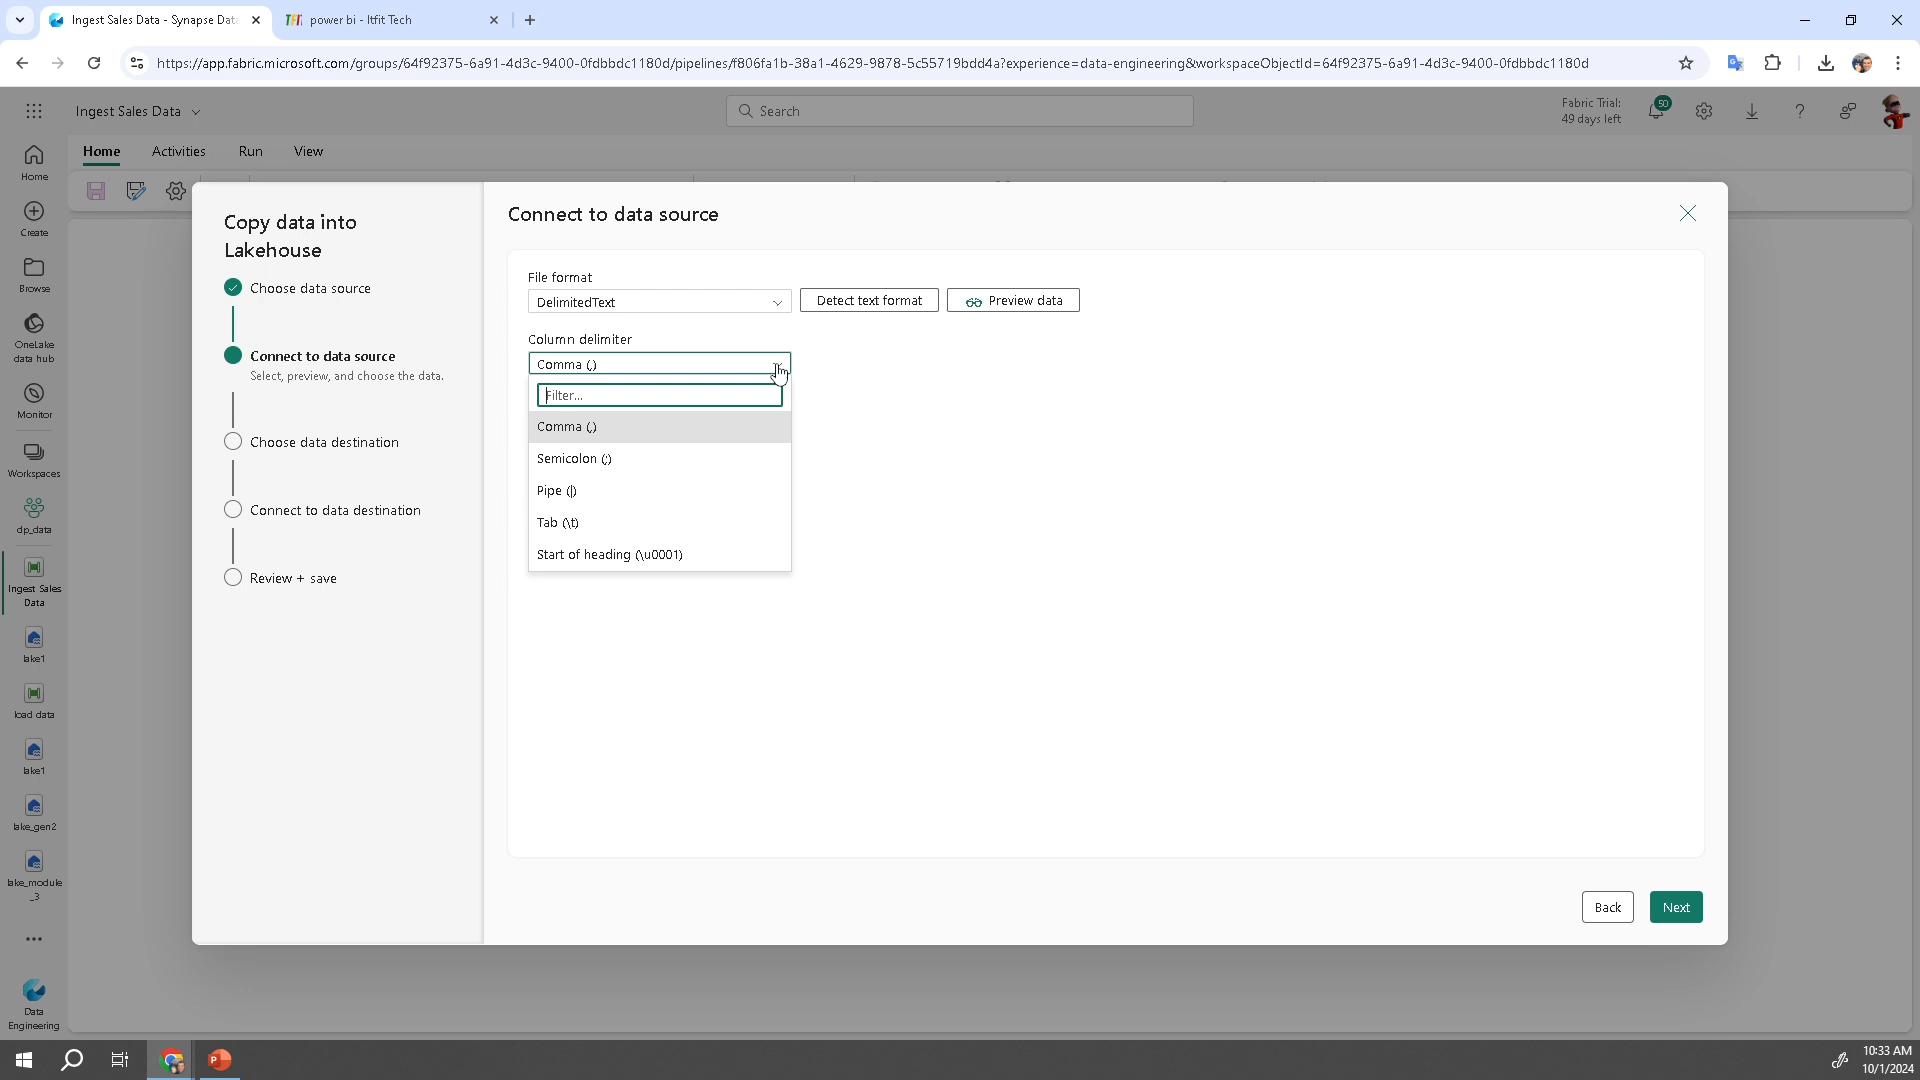 Ingest Sales Data - Synapse Data
power bi - Itfit Tech
https://app.fabric.microsoft.com/groups/64f92375-6a91-4d3c-9400-0fdbbdc1180d/pipelines/f806fa1b-38a1-4629-9878-5c55719bdd4a?experience=data-engineering&workspaceObjectId=64f92375-6a91-4d3c-9400-0fdbbdc1180d
Ingest Sales Data
Search
Fabric Trial:
49 days left
50
Home
Activities
Run
View
Home
Create
Browse
OneLake
data hub
Monitor
Workspaces
dp_data
Ingest Sales
Data
lake1
load data
lake1
lake_gen2
lake_module
_3
Data
Engineering
Copy data into
Lakehouse
Choose data source
Connect to data source
Select, preview, and choose the data.
Choose data destination
Connect to data destination
Review + save
Connect to data source
File format
DelimitedText
Detect text format
Preview data
Column delimiter
Comma (,)
Filter...
Comma (,)
Semicolon (;)
Pipe (|)
Tab (\t)
Start of heading (\u0001)
Back
Next
10:33 AM
10/1/2024